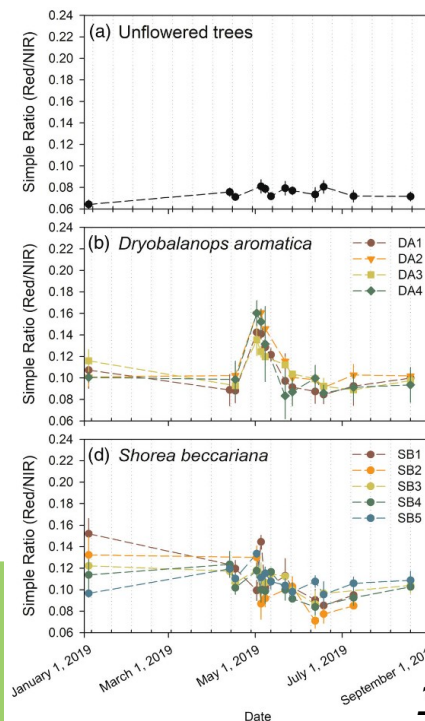 0.24
(a) Unflowered trees
0.22
0.20
0.18
0.16
0.14
0.12
0.10
0.08
0.06
Simple Ratio (Red/NIR)
0.24
(b) Dryobalanops aromatica
0.22
0.20
0.18
0.16
0.14
0.12
0.10
0.08
0.06
Simple Ratio (Red/NIR)
DA1
DA2
DA3
DA4
0.24
(d) Shorea beccariana
0.22
0.20
0.18
0.16
0.14
0.12
0.10
0.08
0.06
Simple Ratio (Red/NIR)
SB1
SB2
SB3
SB4
SB5
January 1, 2019
March 1, 2019
May 1, 2019
July 1, 2019
September 1, 2019
Date